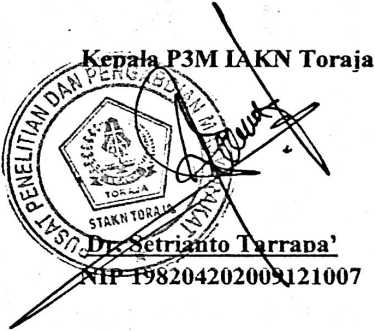 Kepala P3M IAKN Toraja
PUSAT PENELITIAN DAN PENGABDIAN MASYARAKAT
TORAJA
STAKN TORAJA
Dr. Setrianto Tarrapa'
NIP 198204202009121007